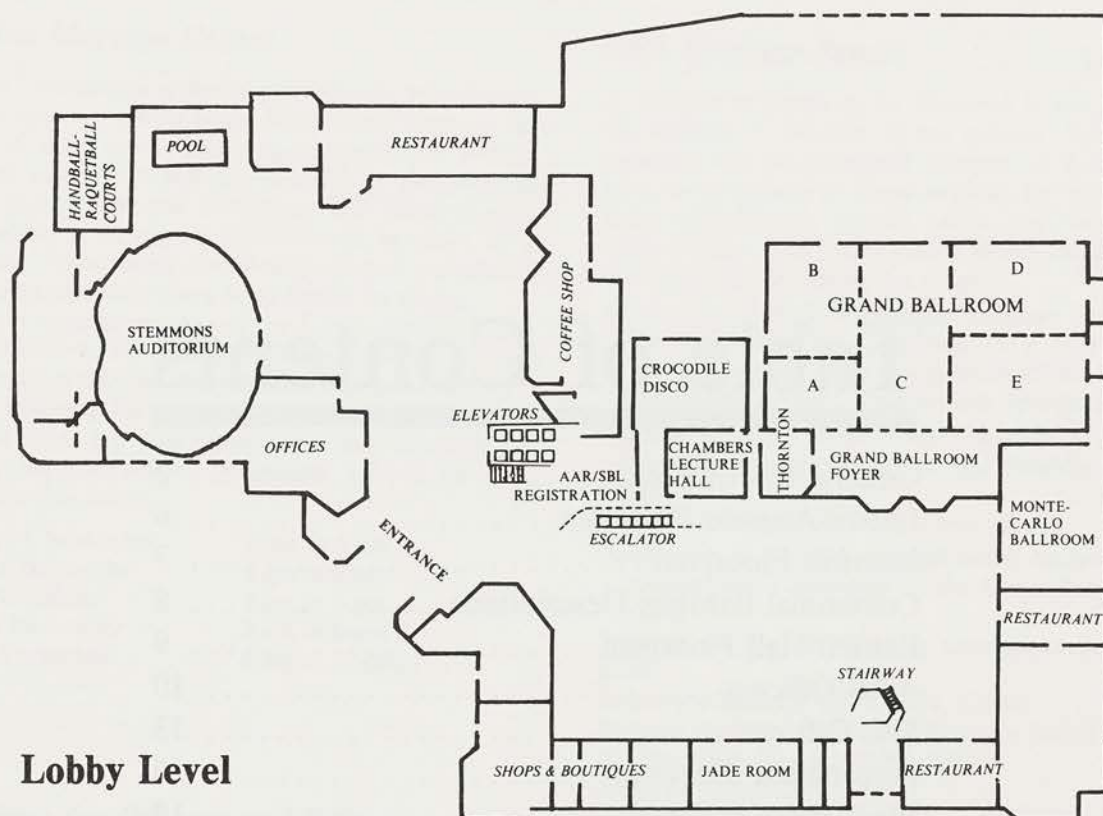 HANDBALL-
RAQUETBALL
COURTS
POOL
RESTAURANT
STEMMONS
AUDITORIUM
COFFEE SHOP
B
D
GRAND BALLROOM
CROCODILE
DISCO
A
C
E
ELEVATORS
OFFICES
CHAMBERS
LECTURE
HALL
THORNTON
GRAND BALLROOM
FOYER
AAR/SBL
REGISTRATION
MONTE-
CARLO
BALLROOM
ESCALATOR
ENTRANCE
RESTAURANT
STAIRWAY
Lobby Level
SHOPS & BOUTIQUES
JADE ROOM
RESTAURANT